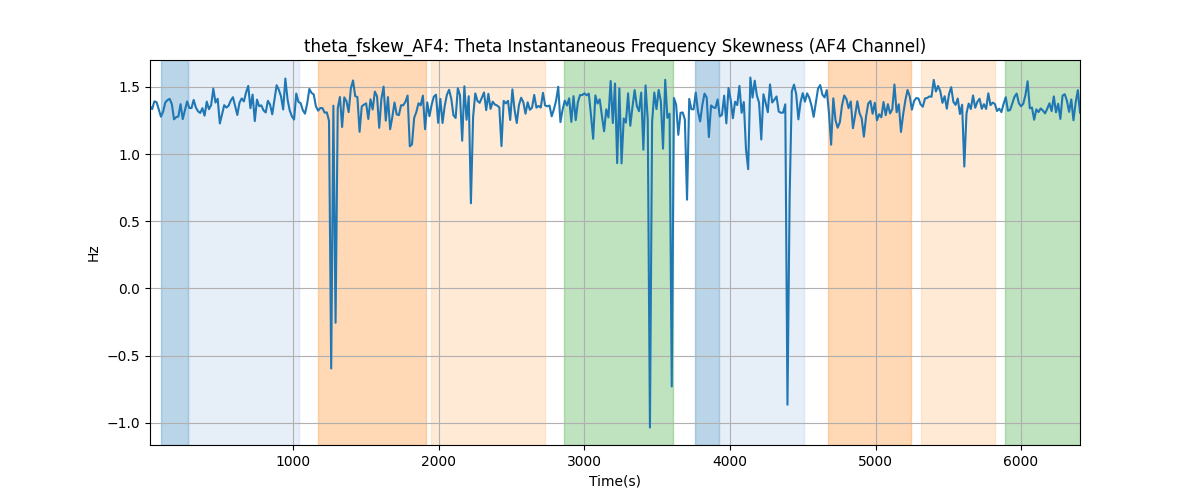 theta_fskew_AF4: Theta Instantaneous Frequency Skewness (AF4 Channel)
1.5
1.0
0.5
0.0
−0.5
−1.0
Hz
1000 2000 3000 4000 5000 6000
Time(s)